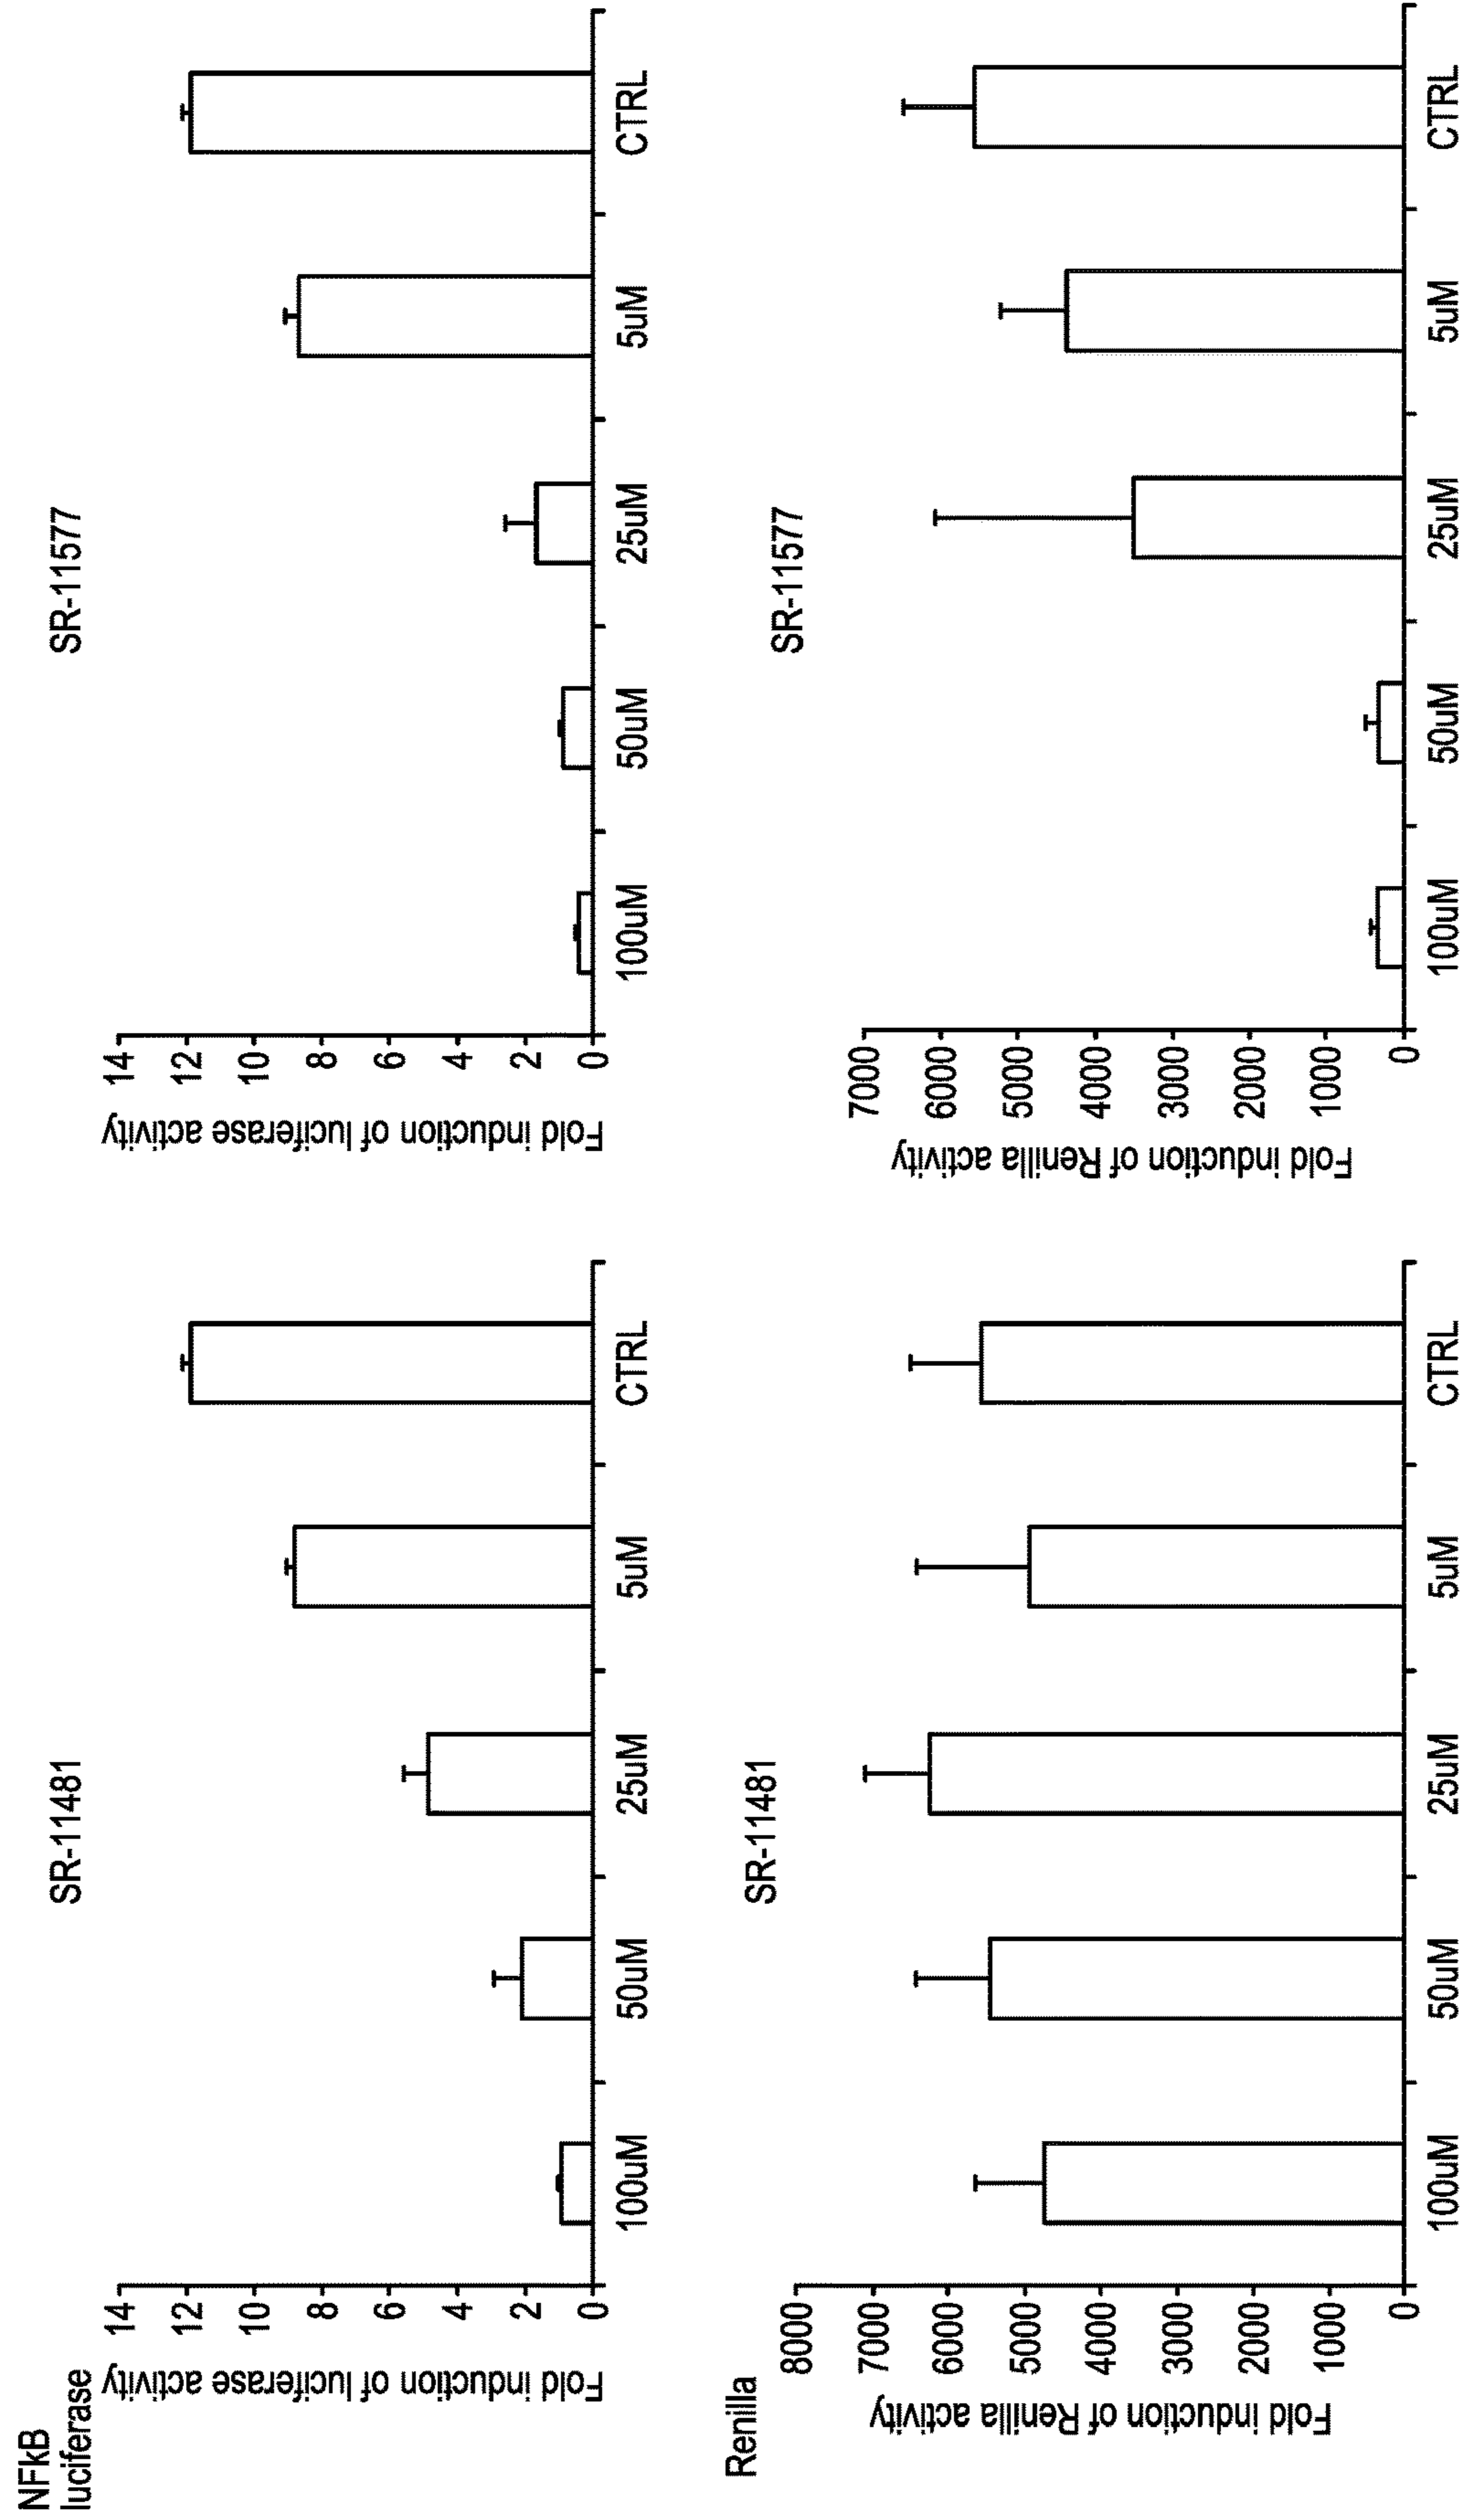 NFkB
luciferase
SR-11481
Fold induction of luciferase activity
14
12
10
8
6
4
2
0
100uM
50uM
25uM
5uM
CTRL
SR-11577
Fold induction of luciferase activity
14
12
10
8
6
4
2
0
100uM
50uM
25uM
5uM
CTRL
Renilla
SR-11481
Fold induction of Renilla activity
8000
7000
6000
5000
4000
3000
2000
1000
0
100uM
50uM
25uM
5uM
CTRL
SR-11577
Fold induction of Renilla activity
7000
6000
5000
4000
3000
2000
1000
0
100uM
50uM
25uM
5uM
CTRL